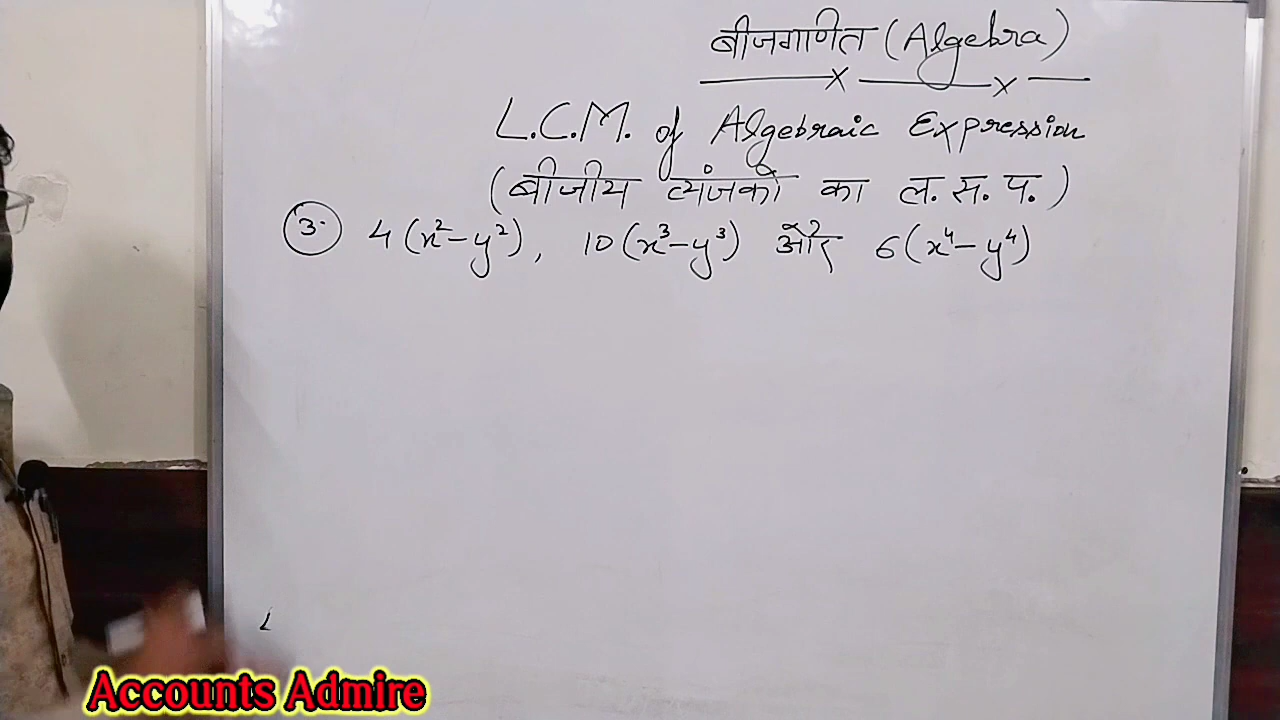 बीजगणित (Algebra)
L.C.M. of Algebraic Expression
(बीजीय व्यंजकों का ल. स. प.)
3. 4(x²-y²), 10(x³-y³) और 6(x⁴-y⁴)
Accounts Admire